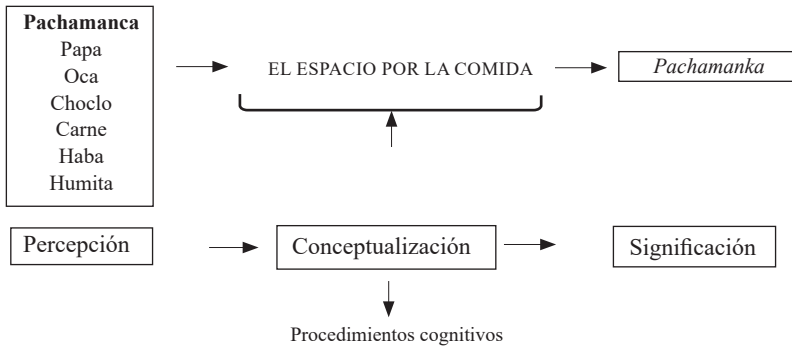 Pachamanca
Papa
Oca
Choclo
Carne
Haba
Humita
EL ESPACIO POR LA COMIDA
Pachamanka
Percepción
Conceptualización
Significación
Procedimientos cognitivos